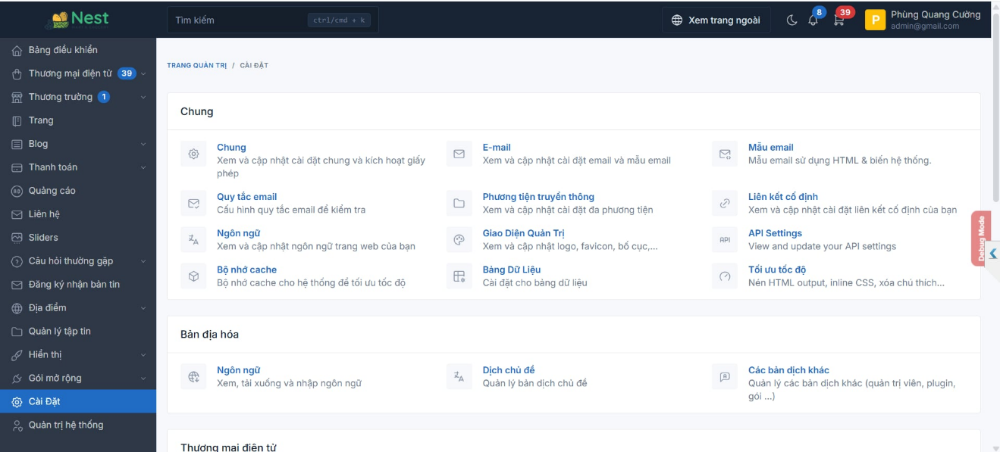 Nest
Tìm kiếm
ctrl/cmd + k
Xem trang ngoài
8
39
P
Phùng Quang Cường
admin@gmail.com
Bảng điều khiển
Thương mại điện tử 39
Thương trường 1
Trang
Blog
Thanh toán
Quảng cáo
Liên hệ
Sliders
Câu hỏi thường gặp
Đăng ký nhận bản tin
Địa điểm
Quản lý tập tin
Hiển thị
Gói mở rộng
Cài Đặt
Quản trị hệ thống
TRANG QUẢN TRỊ / CÀI ĐẶT
Chung
Chung
Xem và cập nhật cài đặt chung và kích hoạt giấy
phép
E-mail
Xem và cập nhật cài đặt email và mẫu email
Mẫu email
Mẫu email sử dụng HTML & biến hệ thống.
Quy tắc email
Cấu hình quy tắc email để kiểm tra
Phương tiện truyền thông
Xem và cập nhật cài đặt đa phương tiện
Liên kết cố định
Xem và cập nhật cài đặt liên kết cố định của bạn
Ngôn ngữ
Xem và cập nhật ngôn ngữ trang web của bạn
Giao Diện Quản Trị
Xem và cập nhật logo, favicon, bố cục,...
API
API Settings
View and update your API settings
Bộ nhớ cache
Bộ nhớ cache cho hệ thống để tối ưu tốc độ
Bảng Dữ Liệu
Cài đặt cho bảng dữ liệu
Tối ưu tốc độ
Nén HTML output, inline CSS, xóa chú thích...
Debug Mode
Bản địa hóa
Ngôn ngữ
Xem, tải xuống và nhập ngôn ngữ
Dịch chủ đề
Quản lý bản dịch chủ đề
Các bản dịch khác
Quản lý các bản dịch khác (quản trị viên, plugin,
gói ...)
Thương mại điện tử